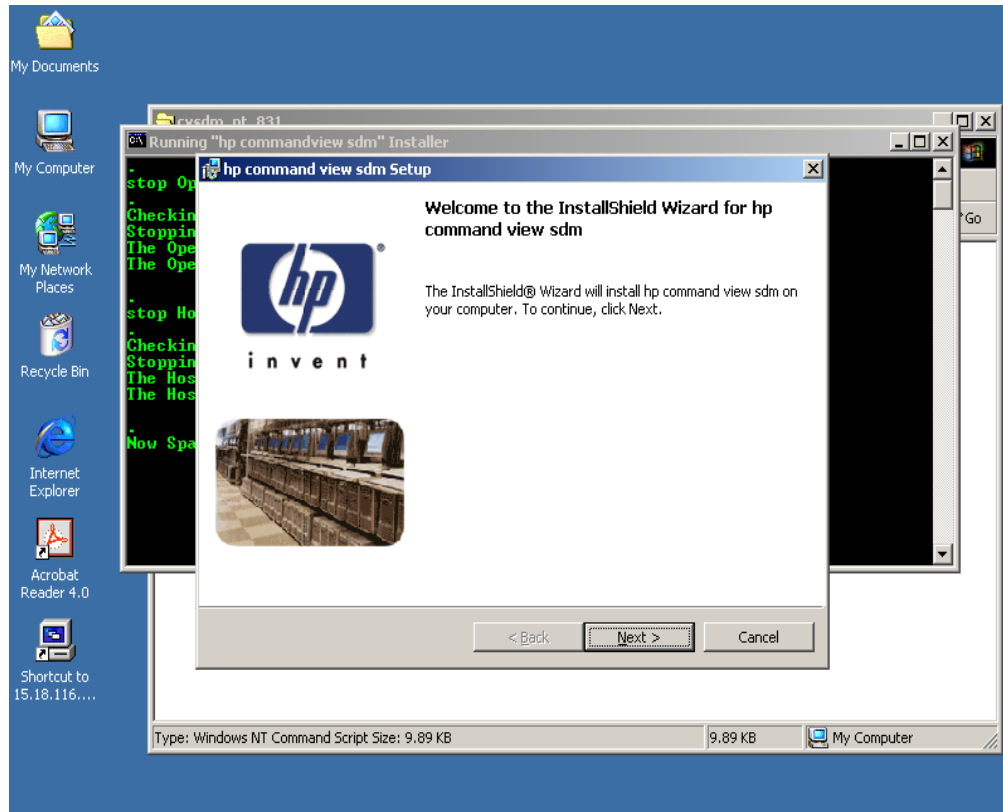 My Documents
My Computer
My Network
Places
Recycle Bin
Internet
Explorer
Acrobat
Reader 4.0
Shortcut to
15.18.116....
cvsdm_nt_831
Running "hp commandview sdm" Installer
stop Op
Checkin
Stoppin
The Ope
The Ope
stop Ho
Checkin
Stoppin
The Hos
The Hos
Now Spa
Go
hp command view sdm Setup
hp
®
invent
Welcome to the InstallShield Wizard for hp
command view sdm
The InstallShield® Wizard will install hp command view sdm on
your computer. To continue, click Next.
< Back
Next >
Cancel
Type: Windows NT Command Script Size: 9.89 KB
9.89 KB
My Computer